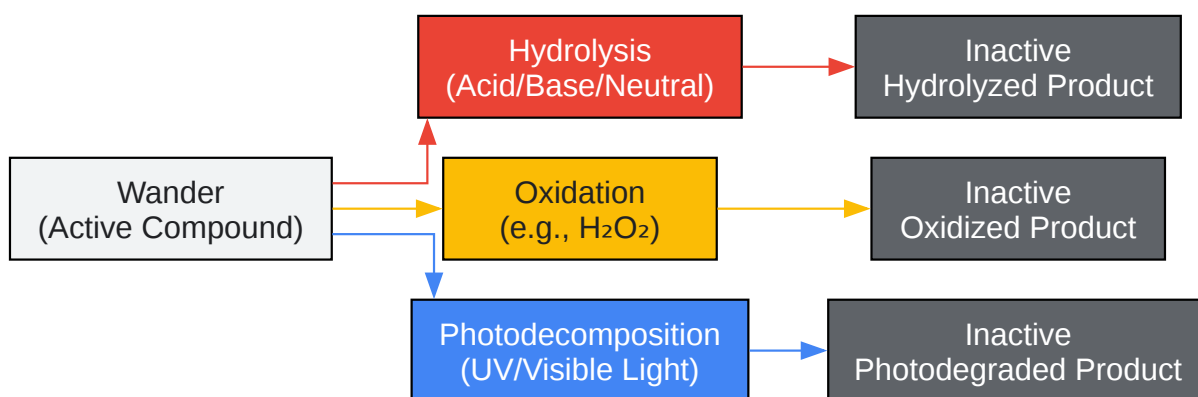 Hydrolysis
(Acid/Base/Neutral)
Inactive
Hydrolyzed Product
Wander
(Active Compound)
Oxidation
(e.g., H₂O₂)
Inactive
Oxidized Product
Photodecomposition
(UV/Visible Light)
Inactive
Photodegraded Product